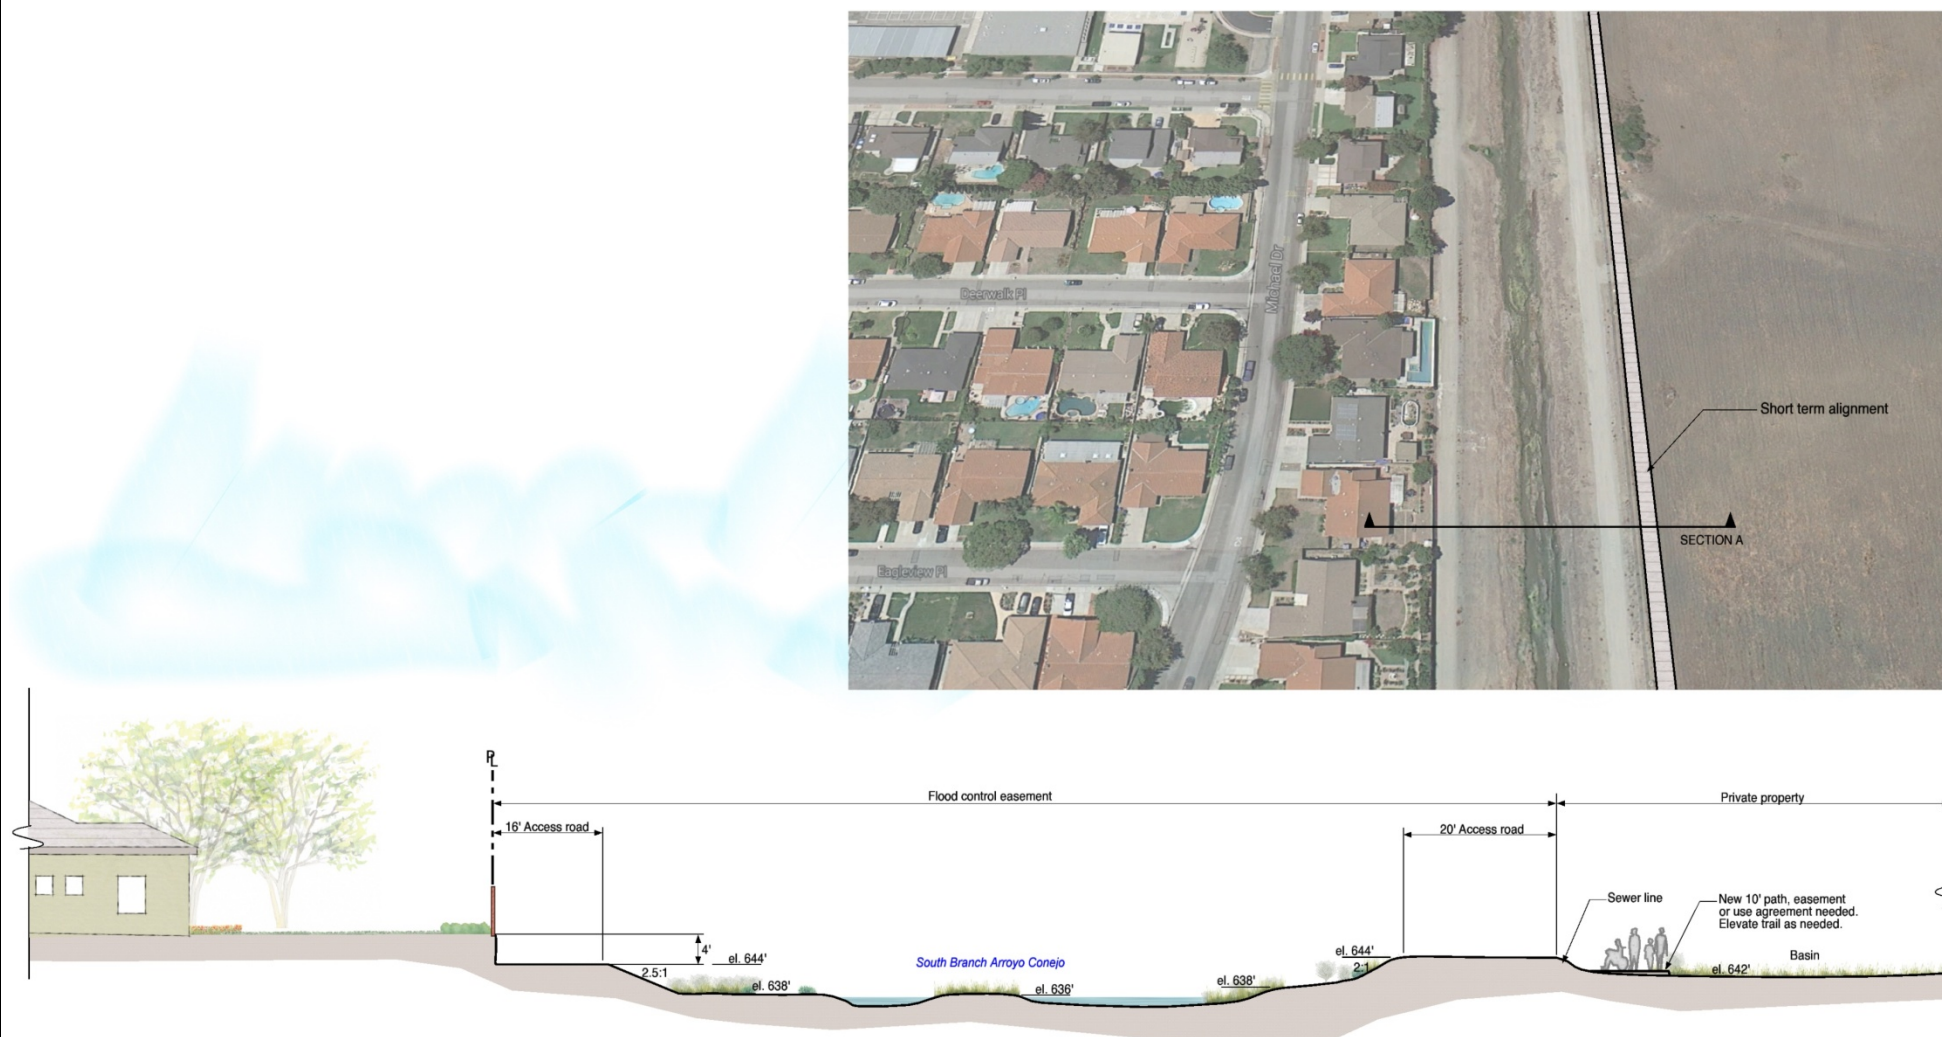 Deerwalk Pl
Michael Dr
Eagleview Pl
Short term alignment
SECTION A
PL
Flood control easement
Private property
16' Access road
20' Access road
Sewer line
New 10' path, easement
or use agreement needed.
Elevate trail as needed.
4'
el. 644'
2.5:1
el. 638'
South Branch Arroyo Conejo
el. 636'
el. 638'
el. 644'
2:1
el. 642'
Basin